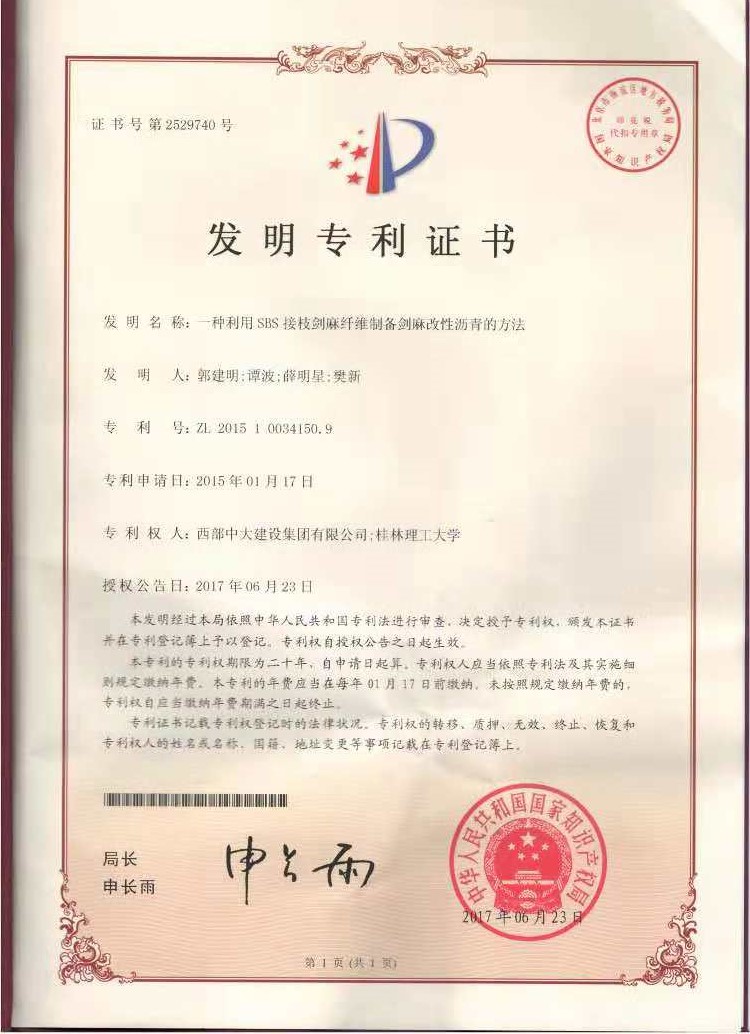 证书号第2529740号
印花税
代扣专用章
国家知识产权局
发明专利证书
发明名称：一种利用SBS接枝剑麻纤维制备剑麻改性沥青的方法
发明人：郭建明;谭波;薛明星;樊新
专利号：ZL 2015 1 0034150.9
专利申请日：2015年01月17日
专利权人：西部中大建设集团有限公司;桂林理工大学
授权公告日：2017年06月23日
本发明经过本局依照中华人民共和国专利法进行审查，决定授予专利权，颁发本证书
并在专利登记簿上予以登记。专利权自授权公告之日起生效。
本专利的专利权期限为二十年，自申请日起算。专利权人应当依照专利法及其实施细
则规定缴纳年费。本专利的年费应当在每年01月17日前缴纳。未按照规定缴纳年费的，
专利权自应当缴纳年费期满之日起终止。
专利证书记载专利权登记时的法律状况。专利权的转移、质押、无效、终止、恢复和
专利权人的姓名或名称、国籍、地址变更等事项记载在专利登记簿上。
局长
申长雨
申长雨
中华人民共和国国家知识产权局
2017年06月23日
第1页(共1页)